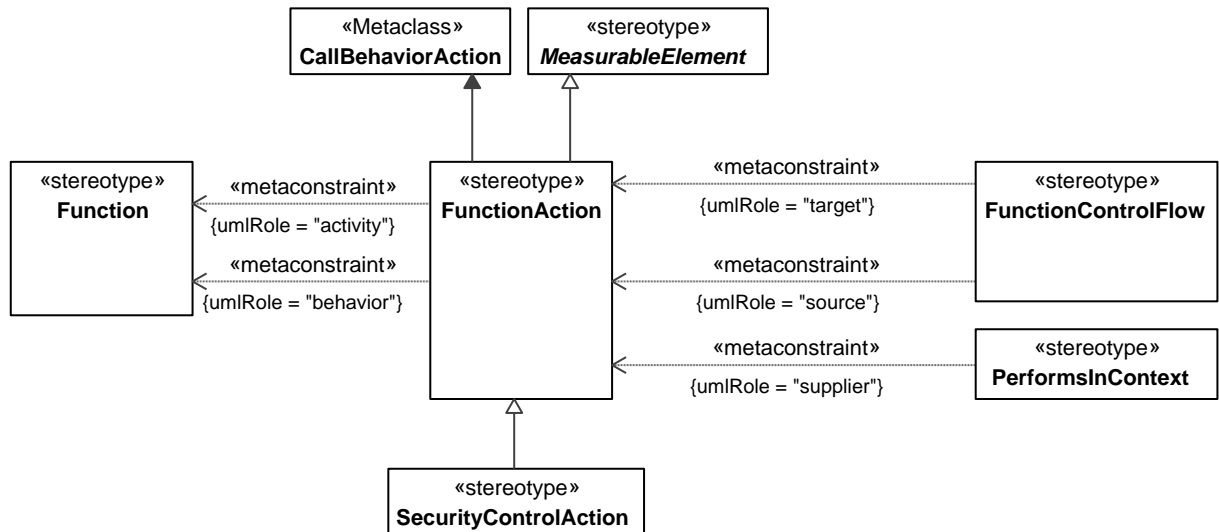 «Metaclass»
CallBehaviorAction
«stereotype»
MeasurableElement
«stereotype»
Function
«metaconstraint»
{umlRole = "activity"}
«metaconstraint»
{umlRole = "behavior"}
«stereotype»
FunctionAction
«metaconstraint»
{umlRole = "target"}
«metaconstraint»
{umlRole = "source"}
«metaconstraint»
{umlRole = "supplier"}
«stereotype»
FunctionControlFlow
«stereotype»
PerformsInContext
«stereotype»
SecurityControlAction